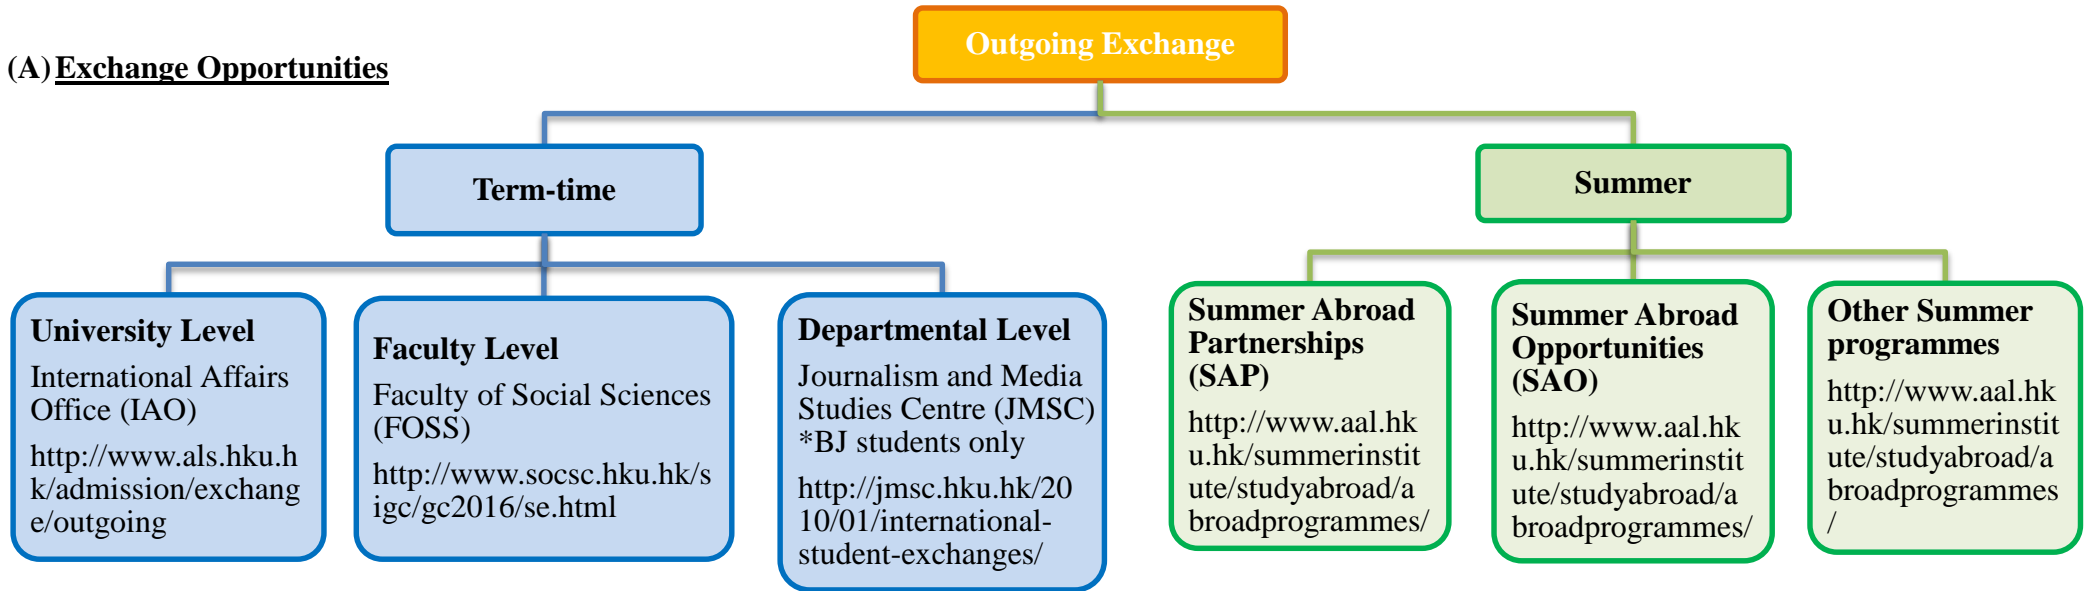 Outgoing Exchange
(A) Exchange Opportunities
Term-time
Summer
University Level
International Affairs
Office (IAO)
http://www.als.hku.h
k/admission/exchang
e/outgoing
Faculty Level
Faculty of Social Sciences
(FOSS)
http://www.socsc.hku.hk/s
igc/gc2016/se.html
Departmental Level
Journalism and Media
Studies Centre (JMSC)
*BJ students only
http://jmsc.hku.hk/20
10/01/international-
student-exchanges/
Summer Abroad
Partnerships
(SAP)
http://www.aal.hk
u.hk/summerinstit
ute/studyabroad/a
broadprogrammes/
Summer Abroad
Opportunities
(SAO)
http://www.aal.hk
u.hk/summerinstit
ute/studyabroad/a
broadprogrammes/
Other Summer
programmes
http://www.aal.hk
u.hk/summerinstit
ute/studyabroad/a
broadprogrammes
/